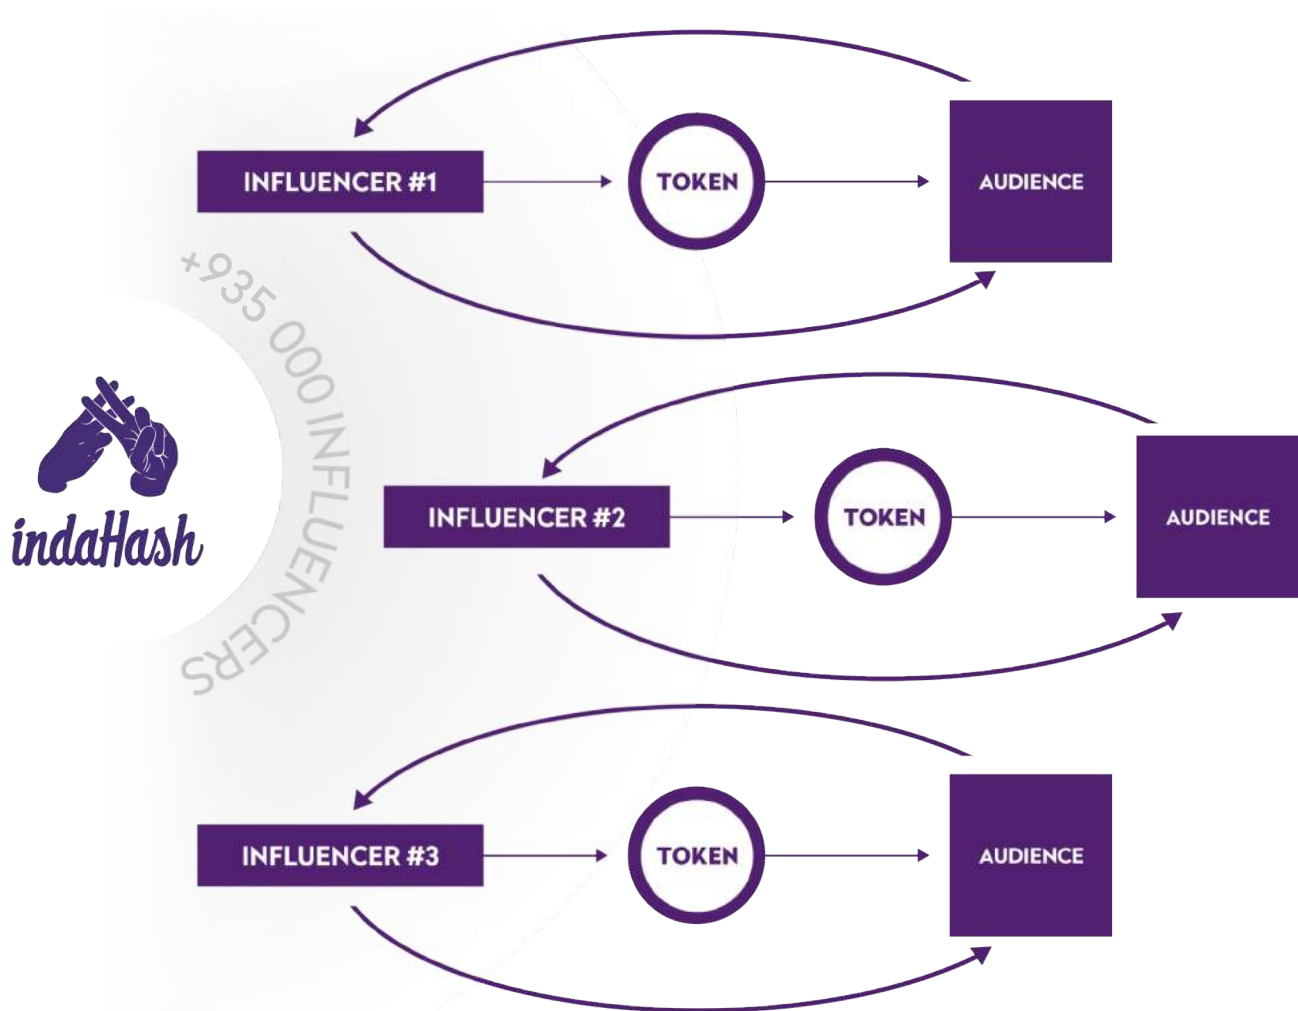 INFLUENCER #1
TOKEN
AUDIENCE
+935 000 INFLUENCERS
indaHash
INFLUENCER #2
TOKEN
AUDIENCE
INFLUENCER #3
TOKEN
AUDIENCE